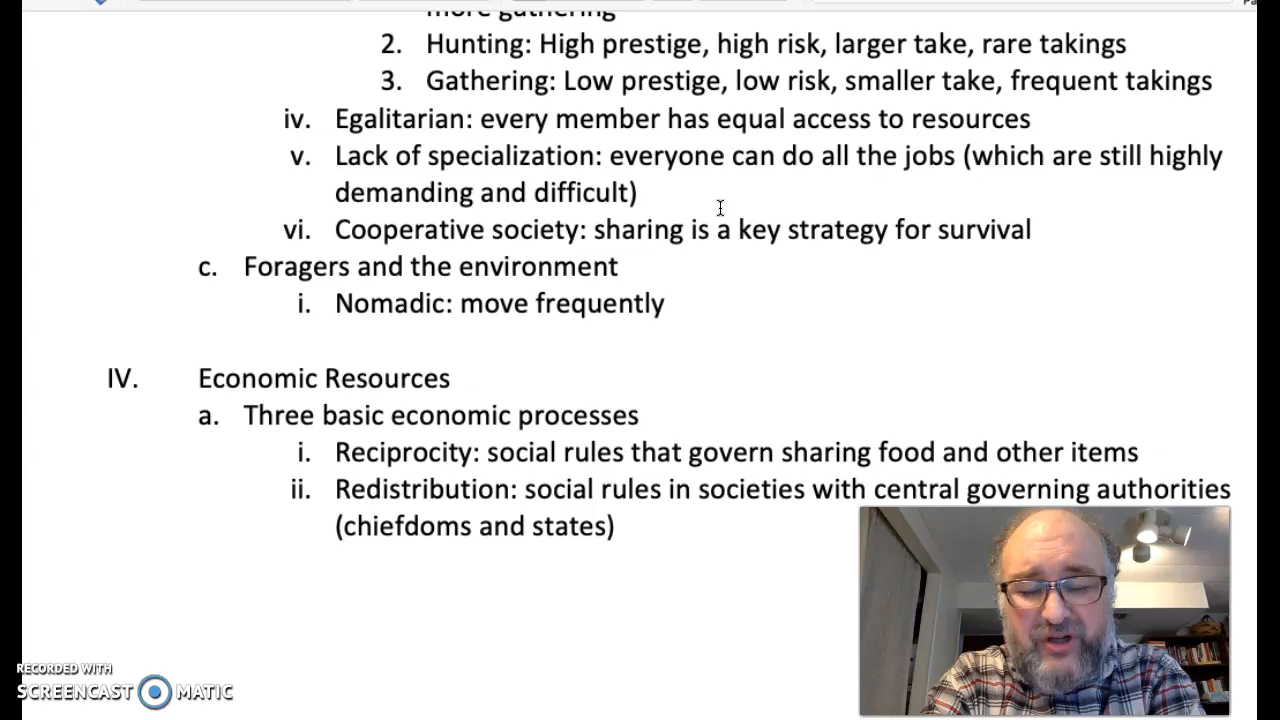 more gathering
2. Hunting: High prestige, high risk, larger take, rare takings
3. Gathering: Low prestige, low risk, smaller take, frequent takings
iv. Egalitarian: every member has equal access to resources
v. Lack of specialization: everyone can do all the jobs (which are still highly
demanding and difficult)
vi. Cooperative society: sharing is a key strategy for survival
c. Foragers and the environment
i. Nomadic: move frequently
IV. Economic Resources
a. Three basic economic processes
i. Reciprocity: social rules that govern sharing food and other items
ii. Redistribution: social rules in societies with central governing authorities
(chiefdoms and states)
RECORDED WITH
SCREENCAST MATIC